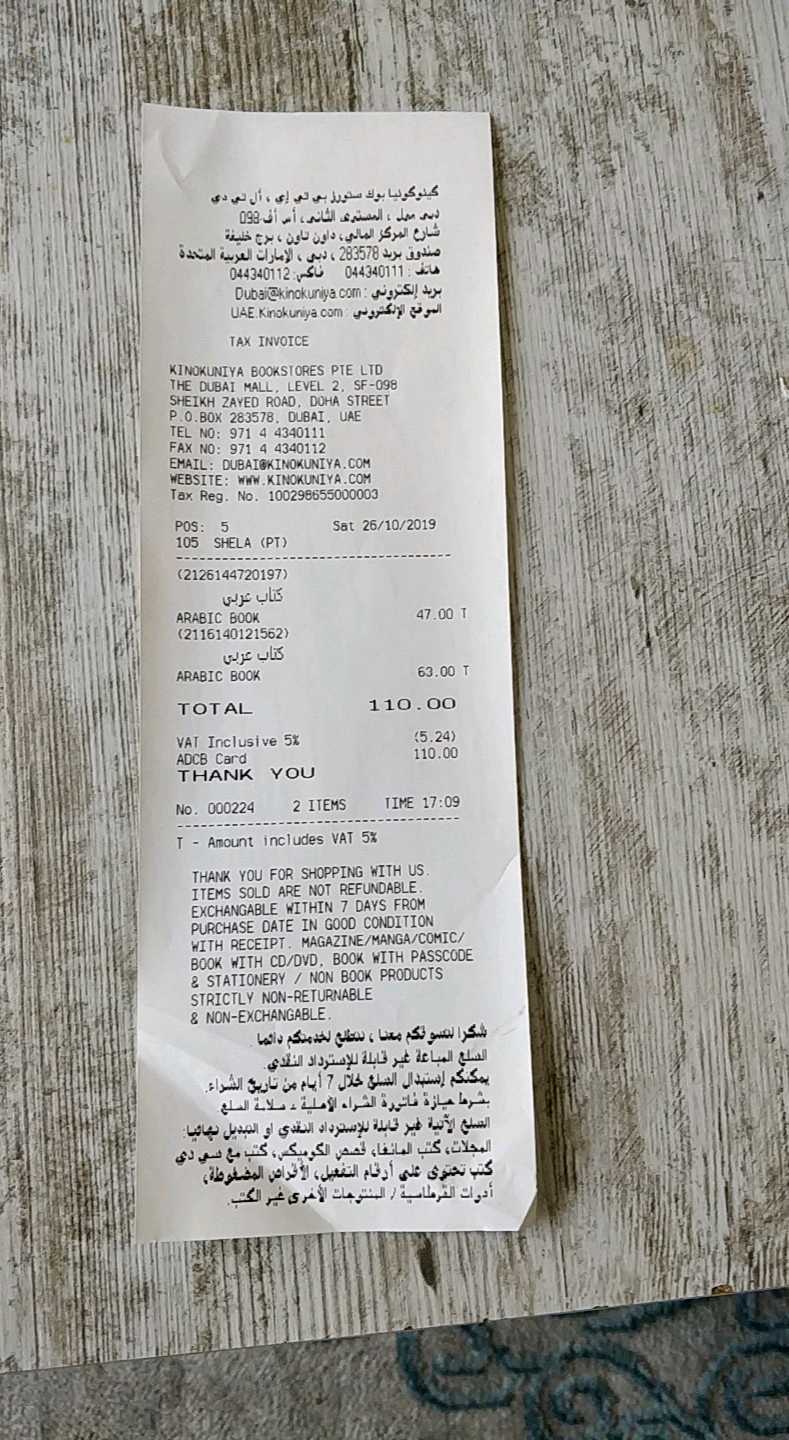 كينوكونيا بوك ستورز بي تي إي ، أل تي دي
دبي مول ، المستوى الثاني، أس أف 098
شارع المركز المالي، داون تاون ، برج خليفة
صندوق بريد 283578 ، دبي ، الإمارات العربية المتحدة
هاتف : 044340111 فاكس: 044340112
بريد إلكتروني : Dubai@kinokuniya.com
الموقع الإلكتروني : UAE.Kinokuniya.com
TAX INVOICE
KINOKUNIYA BOOKSTORES PTE LTD
THE DUBAI MALL, LEVEL 2, SF-098
SHEIKH ZAYED ROAD, DOHA STREET
P.O.BOX 283578, DUBAI, UAE
TEL NO: 971 4 4340111
FAX NO: 971 4 4340112
EMAIL: DUBAI@KINOKUNIYA.COM
WEBSITE: WWW.KINOKUNIYA.COM
Tax Reg. No. 100298655000003
POS: 5 Sat 26/10/2019
105 SHELA (PT)
(2126144720197)
كتاب عربي
ARABIC BOOK 47.00 T
(2116140121562)
كتاب عربي
ARABIC BOOK 63.00 T
TOTAL 110.00
VAT Inclusive 5% (5.24)
ADCB Card 110.00
THANK YOU
No. 000224 2 ITEMS TIME 17:09
T - Amount includes VAT 5%
THANK YOU FOR SHOPPING WITH US.
ITEMS SOLD ARE NOT REFUNDABLE.
EXCHANGABLE WITHIN 7 DAYS FROM
PURCHASE DATE IN GOOD CONDITION
WITH RECEIPT. MAGAZINE/MANGA/COMIC/
BOOK WITH CD/DVD, BOOK WITH PASSCODE
& STATIONERY / NON BOOK PRODUCTS
STRICTLY NON-RETURNABLE
& NON-EXCHANGABLE.
شكرا لتسوقكم معنا ، نتطلع لخدمتكم دائما
السلع المباعة غير قابلة للإسترداد النقدي.
يمكنكم إستبدال السلع خلال 7 أيام من تاريخ الشراء.
بشرط حيازة فاتورة الشراء الأصلية و سلامة السلع
السلع الآتية غير قابلة للإسترداد النقدي او التبديل نهائيا:
المجلات، كتب المانغا، قصص الكوميكس، كتب مع سي دي
كتب تحتوي على أرقام التفعيل، الأقراص المضغوطة،
أدوات القرطاسية / المنتوجات الأخرى غير الكتب.